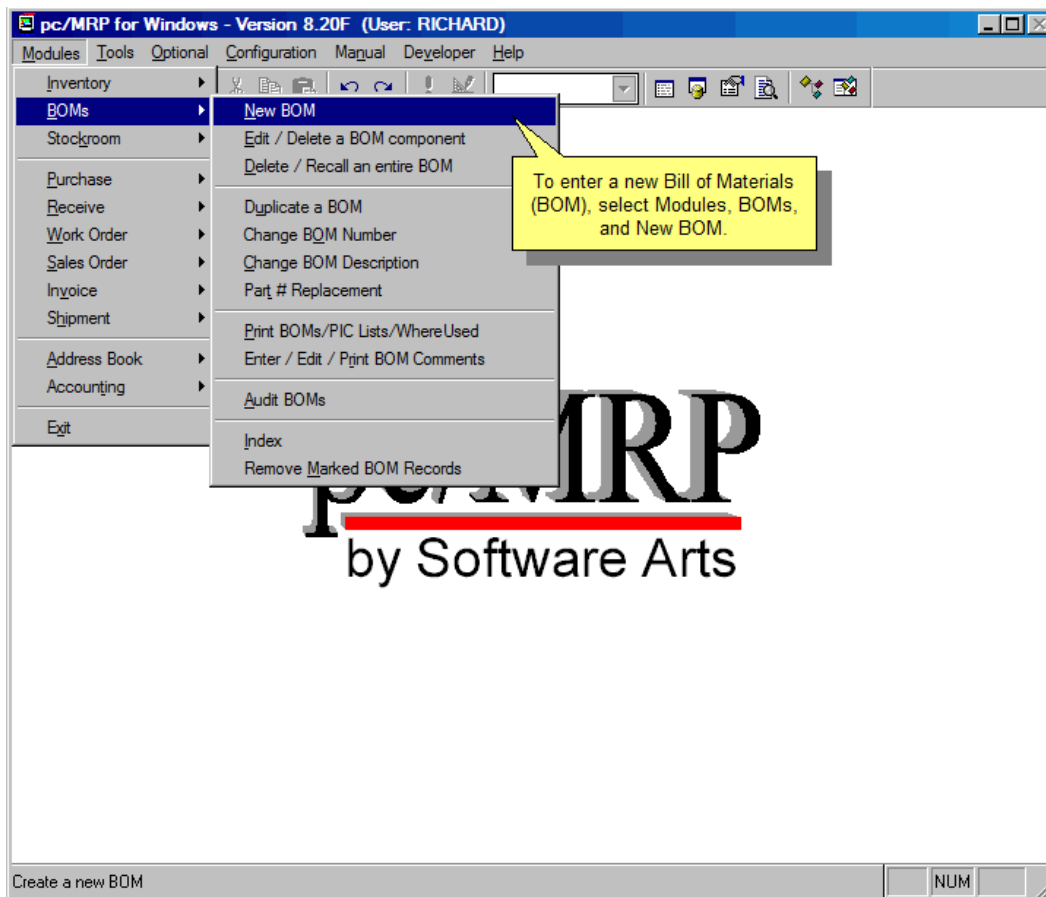 pc/MRP for Windows - Version 8.20F (User: RICHARD)
Modules Tools Optional Configuration Manual Developer Help
Inventory
BOMs
Stockroom
Purchase
Receive
Work Order
Sales Order
Invoice
Shipment
Address Book
Accounting
Exit
New BOM
Edit / Delete a BOM component
Delete / Recall an entire BOM
Duplicate a BOM
Change BOM Number
Change BOM Description
Part # Replacement
Print BOMs/PIC Lists/WhereUsed
Enter / Edit / Print BOM Comments
Audit BOMs
Index
Remove Marked BOM Records
To enter a new Bill of Materials
(BOM), select Modules, BOMs,
and New BOM.
pc/MRP
by Software Arts
Create a new BOM
NUM